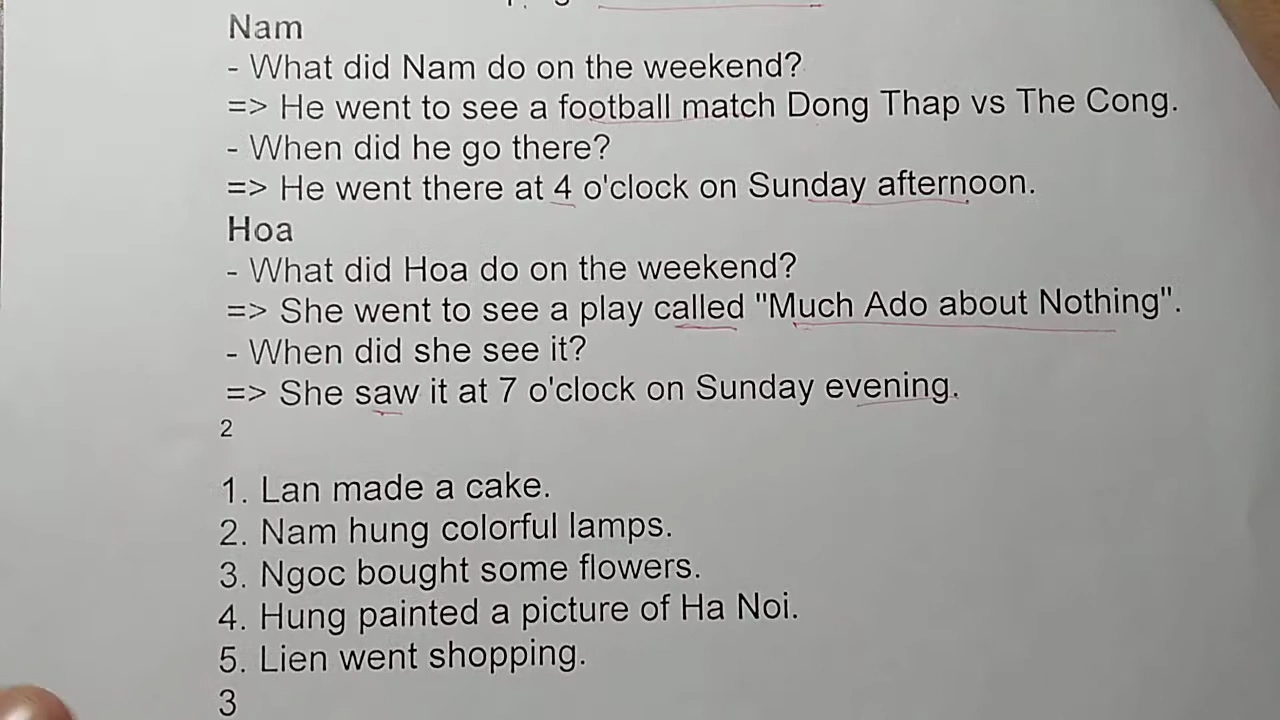 Nam
- What did Nam do on the weekend?
=> He went to see a football match Dong Thap vs The Cong.
- When did he go there?
=> He went there at 4 o'clock on Sunday afternoon.
Hoa
- What did Hoa do on the weekend?
=> She went to see a play called "Much Ado about Nothing".
- When did she see it?
=> She saw it at 7 o'clock on Sunday evening.
2
1. Lan made a cake.
2. Nam hung colorful lamps.
3. Ngoc bought some flowers.
4. Hung painted a picture of Ha Noi.
5. Lien went shopping.
3